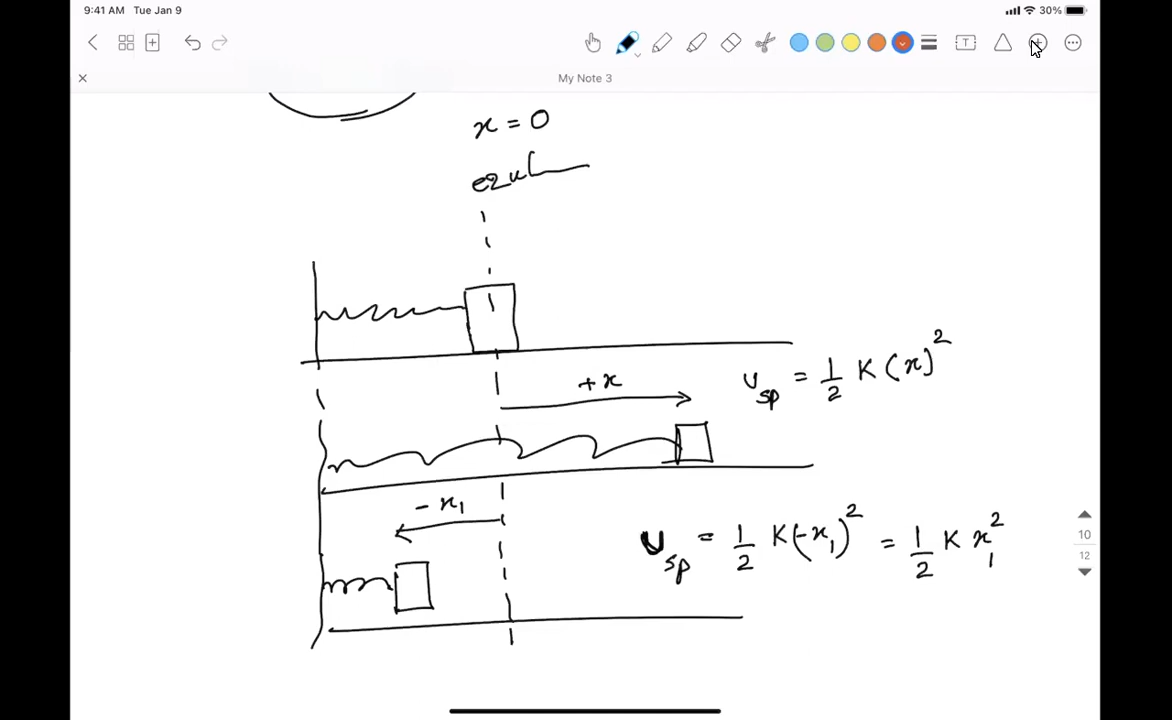 9:41 AM Tue Jan 9
30%
T
My Note 3
x = 0
+x
U_sp = 1/2 K (x)^2
- x_1
U_sp = 1/2 K(-x_1)^2 = 1/2 K x_1^2
10
12